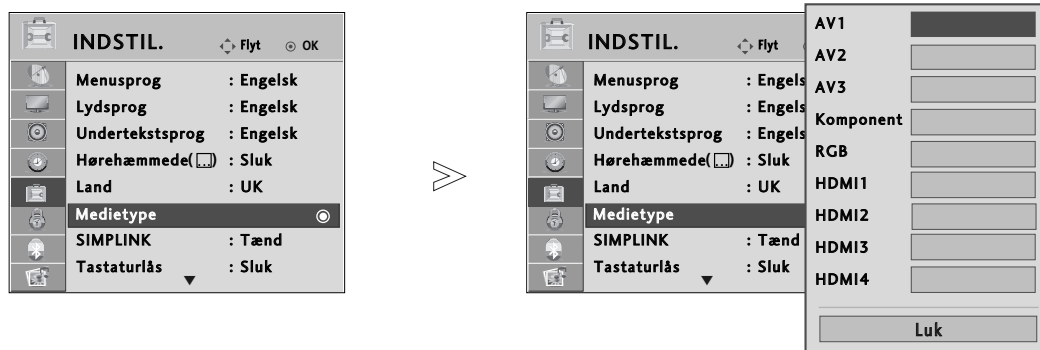 INDSTIL. Flyt OK
Menusprog : Engelsk
Lydsprog : Engelsk
Undertekstsprog : Engelsk
Hørehæmmede( ) : Sluk
Land : UK
Medietype
SIMPLINK : Tænd
Tastaturlås : Sluk
INDSTIL. Flyt
Menusprog : Engels
Lydsprog : Engels
Undertekstsprog : Engels
Hørehæmmede( ) : Sluk
Land : UK
Medietype
SIMPLINK : Tænd
Tastaturlås : Sluk
AV1
AV2
AV3
Komponent
RGB
HDMI1
HDMI2
HDMI3
HDMI4
Luk